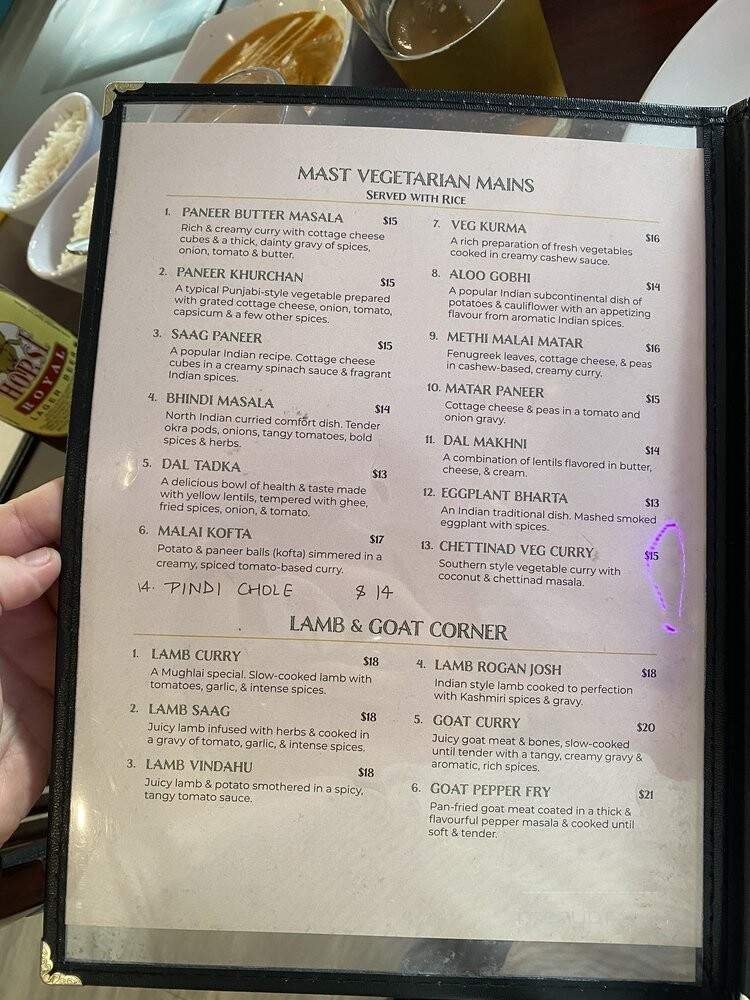 MAST VEGETARIAN MAINS
SERVED WITH RICE
1. PANEER BUTTER MASALA $15
Rich & creamy curry with cottage cheese
cubes & a thick, dainty gravy of spices,
onion, tomato & butter.
2. PANEER KHURCHAN $15
A typical Punjabi-style vegetable prepared
with grated cottage cheese, onion, tomato,
capsicum & a few other spices.
3. SAAG PANEER $15
A popular Indian recipe. Cottage cheese
cubes in a creamy spinach sauce & fragrant
Indian spices.
4. BHINDI MASALA $14
North Indian curried comfort dish. Tender
okra pods, onions, tangy tomatoes, bold
spices & herbs.
5. DAL TADKA $13
A delicious bowl of health & taste made
with yellow lentils, tempered with ghee,
fried spices, onion, & tomato.
6. MALAI KOFTA $17
Potato & paneer balls (kofta) simmered in a
creamy, spiced tomato-based curry.
14. PINDI CHOLE $14
7. VEG KURMA $16
A rich preparation of fresh vegetables
cooked in creamy cashew sauce.
8. ALOO GOBHI $14
A popular Indian subcontinental dish of
potatoes & cauliflower with an appetizing
flavour from aromatic Indian spices.
9. METHI MALAI MATAR $16
Fenugreek leaves, cottage cheese, & peas
in cashew-based, creamy curry.
10. MATAR PANEER $15
Cottage cheese & peas in a tomato and
onion gravy.
11. DAL MAKHNI $14
A combination of lentils flavored in butter,
cheese, & cream.
12. EGGPLANT BHARTA $13
An Indian traditional dish. Mashed smoked
eggplant with spices.
13. CHETTINAD VEG CURRY $15
Southern style vegetable curry with
coconut & chettinad masala.
LAMB & GOAT CORNER
1. LAMB CURRY $18
A Mughlai special. Slow-cooked lamb with
tomatoes, garlic, & intense spices.
2. LAMB SAAG $18
Juicy lamb infused with herbs & cooked in
a gravy of tomato, garlic, & intense spices.
3. LAMB VINDAHU $18
Juicy lamb & potato smothered in a spicy,
tangy tomato sauce.
4. LAMB ROGAN JOSH $18
Indian style lamb cooked to perfection
with Kashmiri spices & gravy.
5. GOAT CURRY $20
Juicy goat meat & bones, slow-cooked
until tender with a tangy, creamy gravy &
aromatic, rich spices.
6. GOAT PEPPER FRY $21
Pan-fried goat meat coated in a thick &
flavourful pepper masala & cooked until
soft & tender.
ROYAL
LAGER BEER